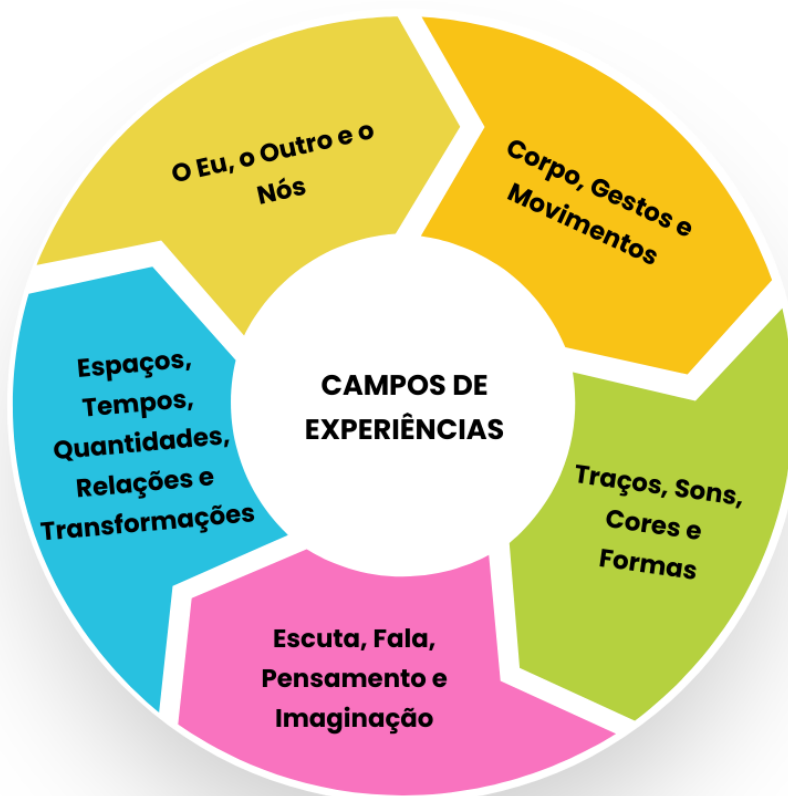 O Eu, o Outro e o
Nós
Corpo, Gestos e
Movimentos
Traços, Sons,
Cores e
Formas
Escuta, Fala,
Pensamento e
Imaginação
Espaços,
Tempos,
Quantidades,
Relações e
Transformações
CAMPOS DE
EXPERIÊNCIAS